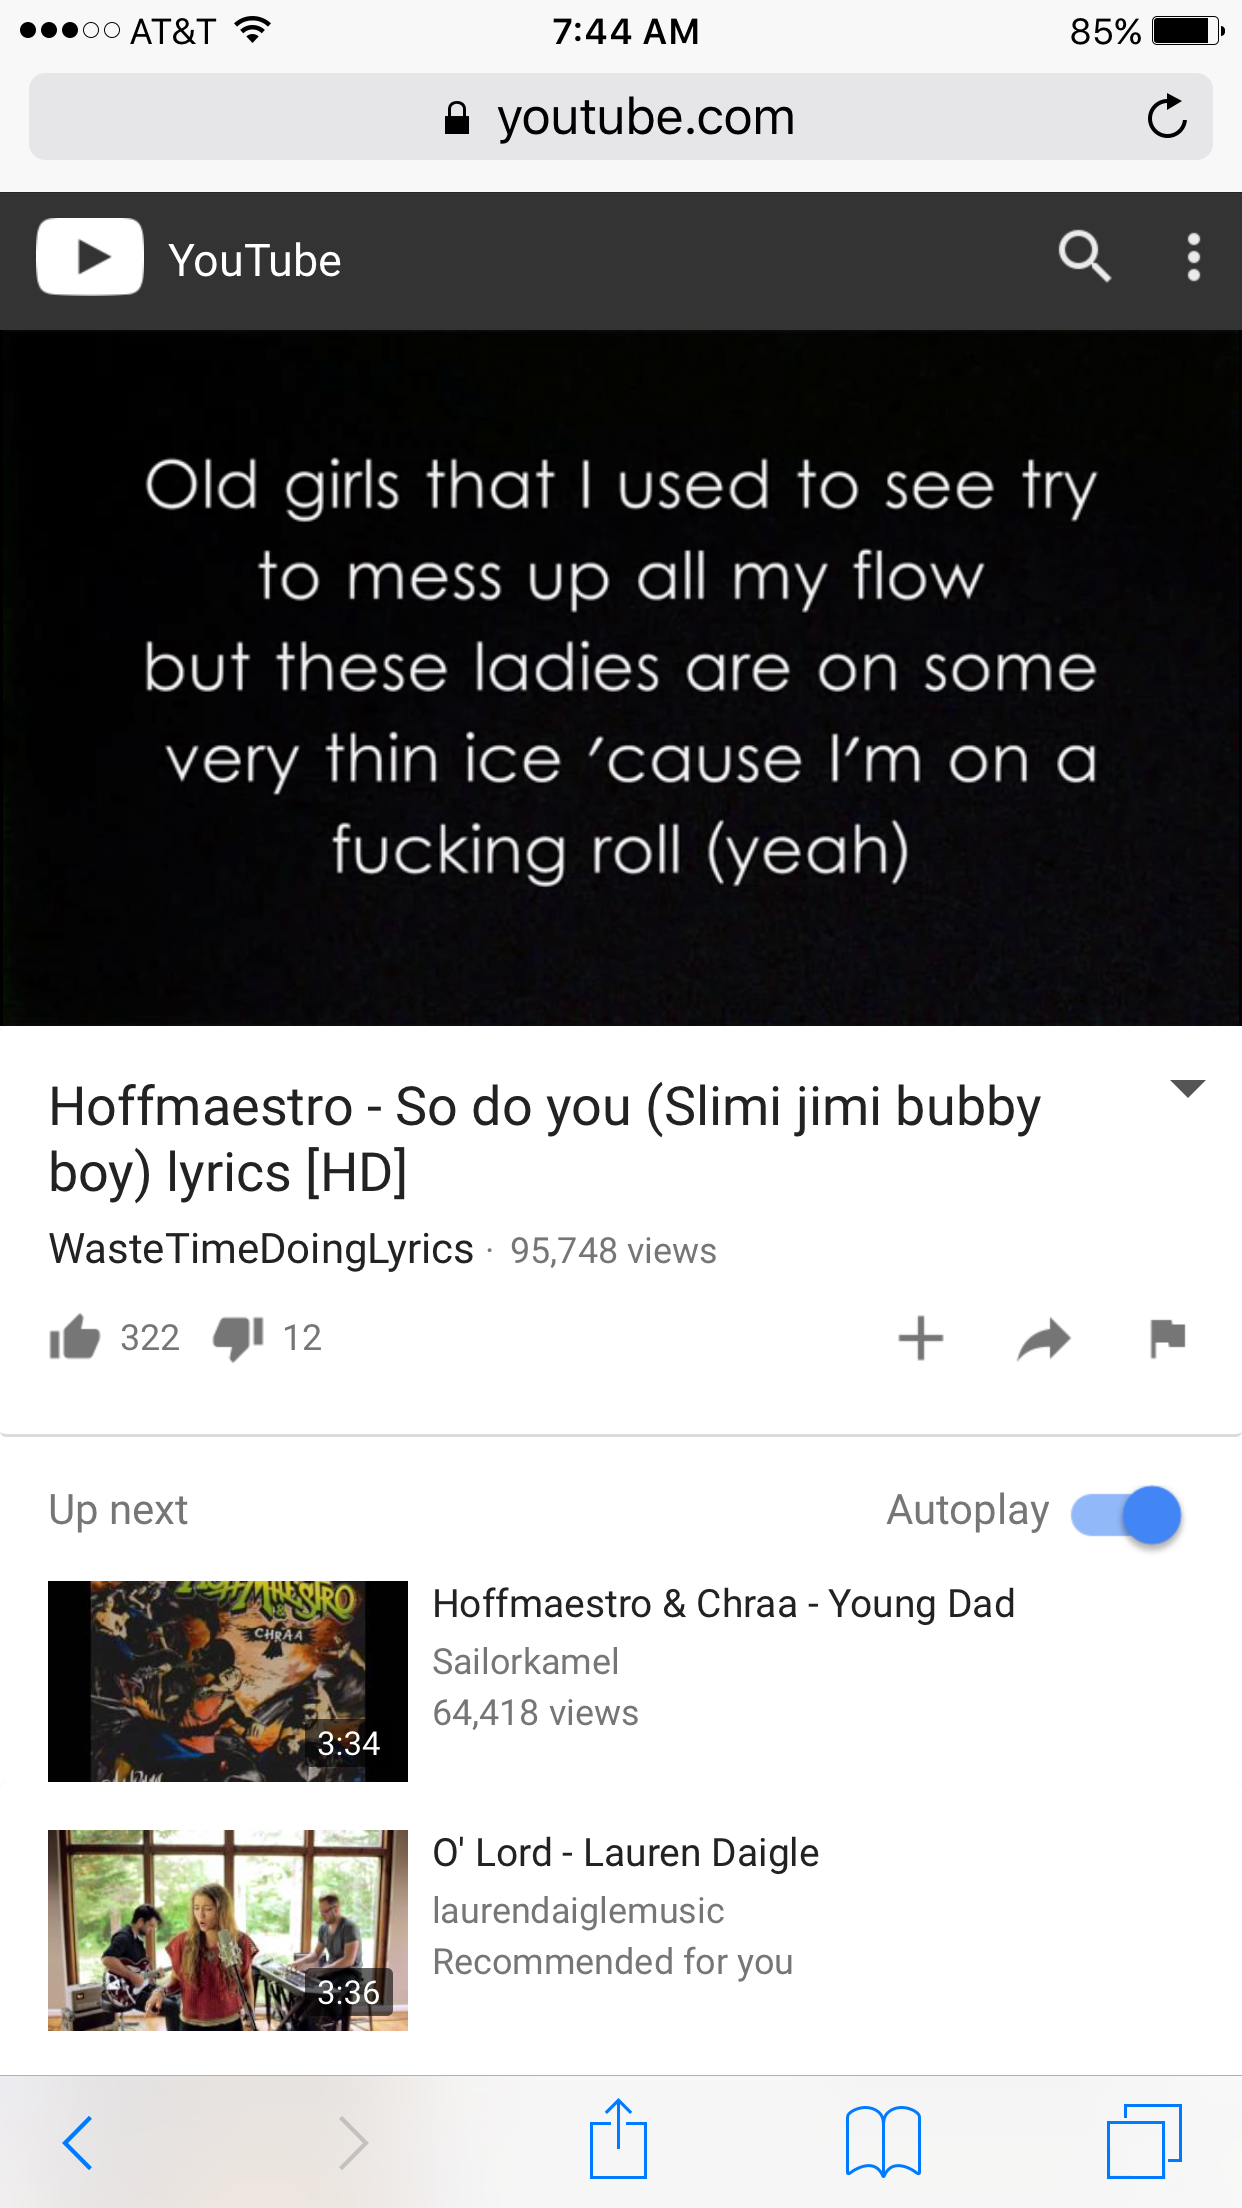 AT&T 7:44 AM 85%
youtube.com
YouTube
Old girls that I used to see try
to mess up all my flow
but these ladies are on some
very thin ice 'cause I'm on a
fucking roll (yeah)
Hoffmaestro - So do you (Slimi jimi bubby
boy) lyrics [HD]
WasteTimeDoingLyrics · 95,748 views
322 12
Up next Autoplay
HOFFMAESTRO
CHRAA
3:34
Hoffmaestro & Chraa - Young Dad
Sailorkamel
64,418 views
3:36
O' Lord - Lauren Daigle
laurendaiglemusic
Recommended for you